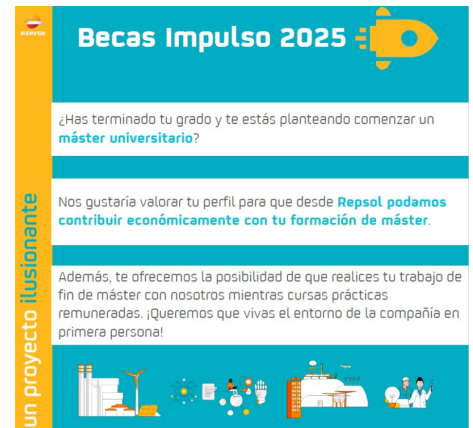 REPSOL
Becas Impulso 2025
¿Has terminado tu grado y te estás planteando comenzar un
máster universitario?
Nos gustaría valorar tu perfil para que desde Repsol podamos
contribuir económicamente con tu formación de máster.
Además, te ofrecemos la posibilidad de que realices tu trabajo de
fin de máster con nosotros mientras cursas prácticas
remuneradas. ¡Queremos que vivas el entorno de la compañía en
primera persona!
un proyecto ilusionante